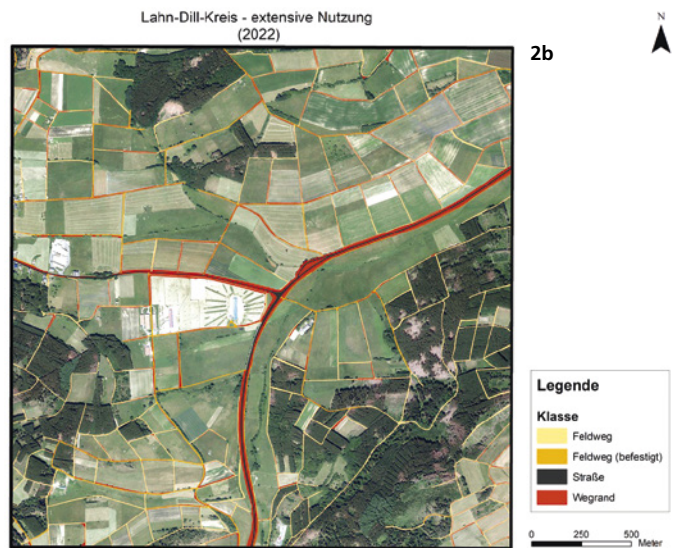 Lahn-Dill-Kreis - extensive Nutzung
(2022)
2b
N
Legende
Klasse
Feldweg
Feldweg (befestigt)
Straße
Wegrand
0 250 500
Meter